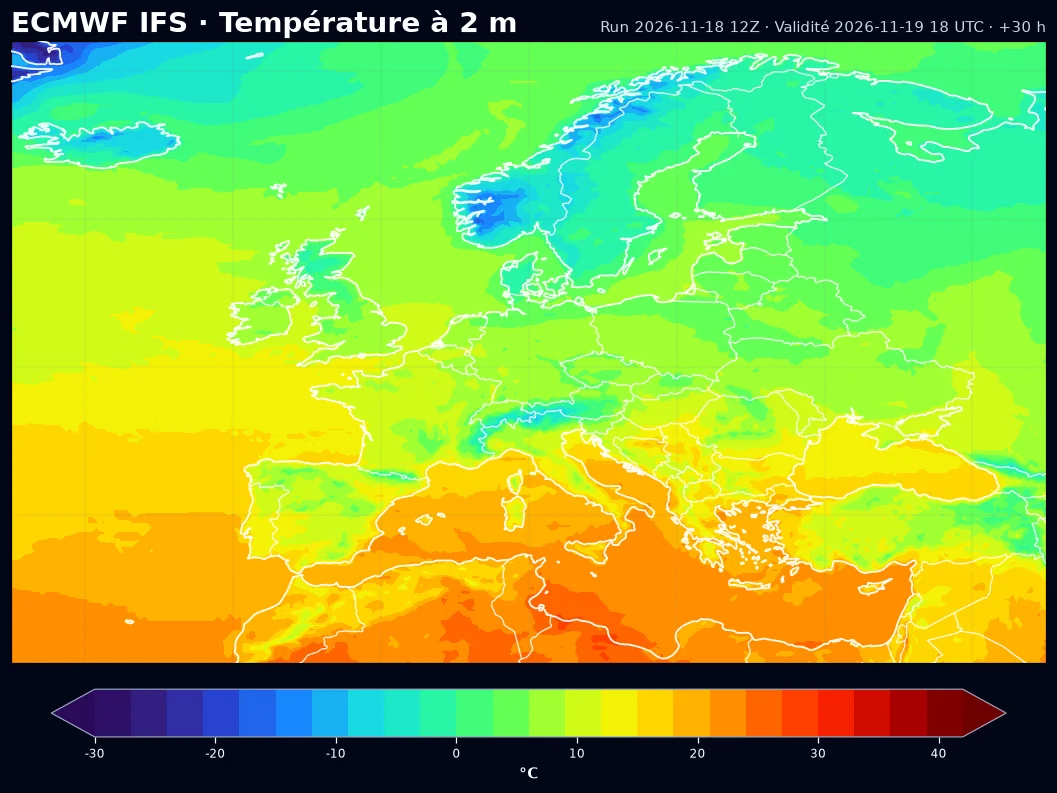 ECMWF IFS · Température à 2 m
Run 2026-11-18 12Z · Validité 2026-11-19 18 UTC · +30 h
-30 -20 -10 0 10 20 30 40
°C